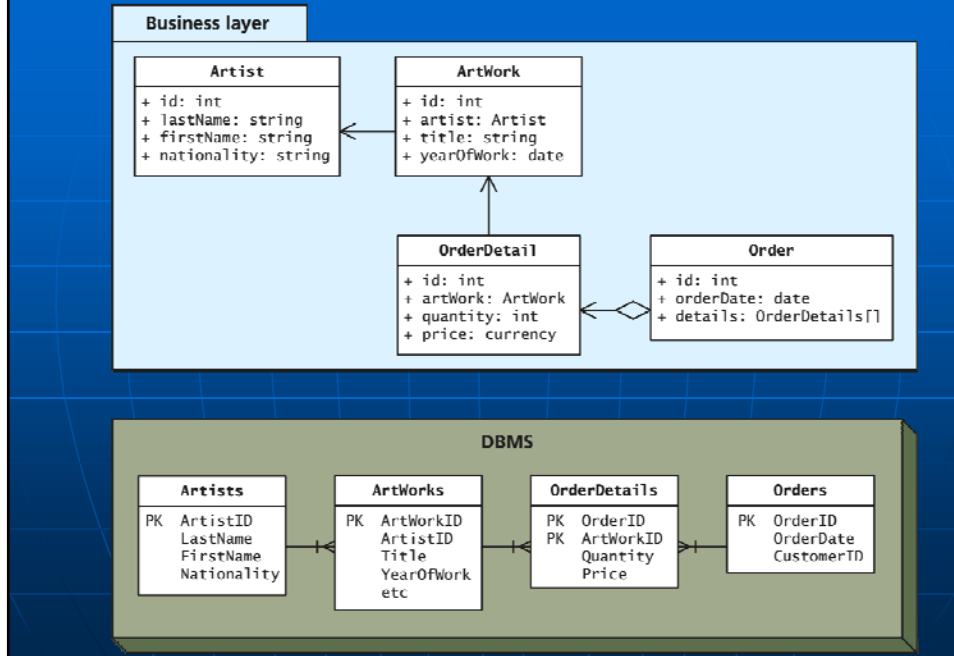 Business layer
Artist
+ id: int
+ lastName: string
+ firstName: string
+ nationality: string
ArtWork
+ id: int
+ artist: Artist
+ title: string
+ yearOfWork: date
OrderDetail
+ id: int
+ artWork: ArtWork
+ quantity: int
+ price: currency
Order
+ id: int
+ orderDate: date
+ details: OrderDetails[]
DBMS
Artists
PK ArtistID
LastName
FirstName
Nationality
ArtWorks
PK ArtWorkID
ArtistID
Title
YearOfWork
etc
OrderDetails
PK OrderID
PK ArtWorkID
Quantity
Price
Orders
PK OrderID
OrderDate
CustomerID